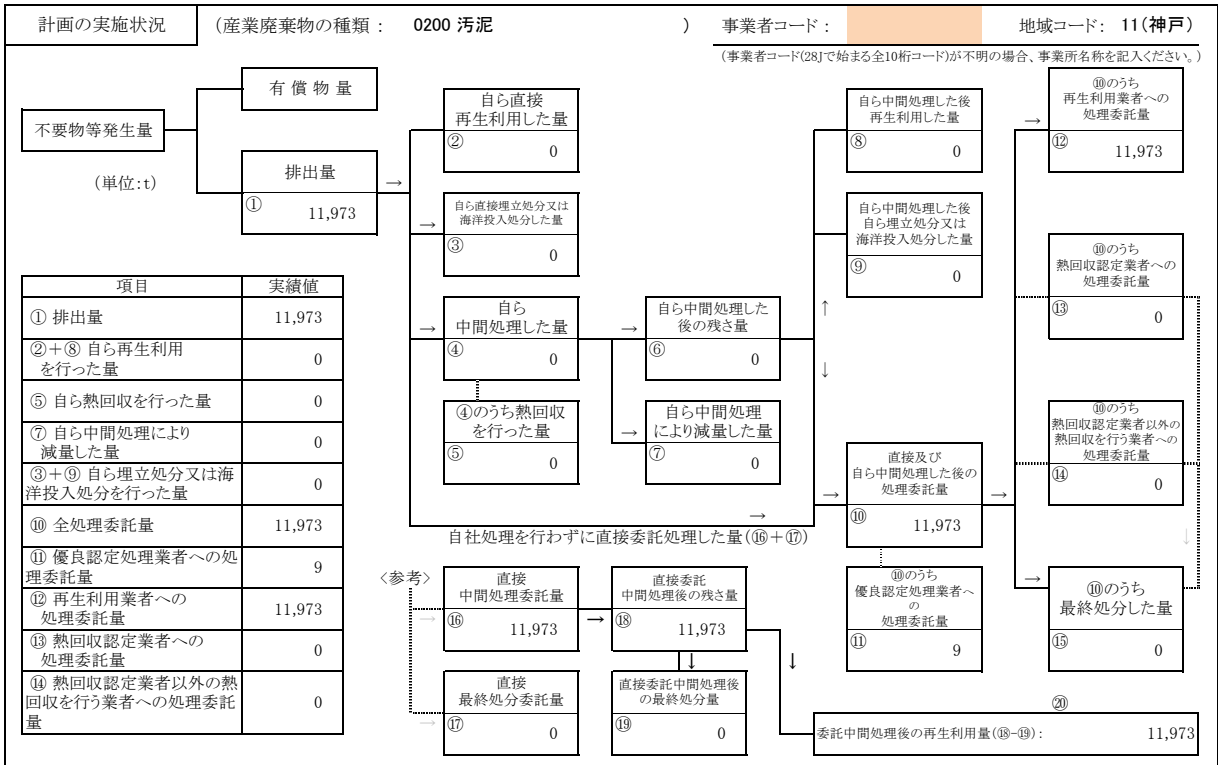 計画の実施状況
(産業廃棄物の種類 : 0200 汚泥 )
事業者コード :
地域コード: 11(神戸)
(事業者コード(28Jで始まる全10桁コード)が不明の場合、事業所名称を記入ください。)
不要物等発生量
(単位:t)
有償物量
排出量
→
① 11,973
自ら直接
再生利用した量
② 0
→
自ら直接埋立処分又は
海洋投入処分した量
③ 0
→
自ら
中間処理した量
④ 0
④のうち熱回収
を行った量
⑤ 0
→
自ら中間処理した
後の残さ量
⑥ 0
→
自ら中間処理
により減量した量
⑦ 0
自ら中間処理した後
再生利用した量
⑧ 0
自ら中間処理した後
自ら埋立処分又は
海洋投入処分した量
⑨ 0
↑
↓
→
直接及び
自ら中間処理した後の
処理委託量
⑩ 11,973
→
⑩のうち
優良認定処理業者へ
の
処理委託量
⑪ 9
→
⑩のうち
再生利用業者への
処理委託量
⑫ 11,973
⑩のうち
熱回収認定業者への
処理委託量
⑬ 0
⑩のうち
熱回収認定業者以外の
熱回収を行う業者への
処理委託量
⑭ 0
↓
→
⑩のうち
最終処分した量
⑮ 0
→
自社処理を行わずに直接委託処理した量(⑯+⑰)
項目 実績値
① 排出量 11,973
②+⑧ 自ら再生利用
を行った量 0
⑤ 自ら熱回収を行った量 0
⑦ 自ら中間処理により
減量した量 0
③+⑨ 自ら埋立処分又は海
洋投入処分を行った量 0
⑩ 全処理委託量 11,973
⑪ 優良認定処理業者への処
理委託量 9
⑫ 再生利用業者への
処理委託量 11,973
⑬ 熱回収認定業者への
処理委託量 0
⑭ 熱回収認定業者以外の熱
回収を行う業者への処理委託
量 0
〈参考〉
→
直接
中間処理委託量
⑯ 11,973
→
直接委託
中間処理後の残さ量
⑱ 11,973
↓
↓
→
直接
最終処分委託量
⑰ 0
直接委託中間処理後
の最終処分量
⑲ 0
⑳
委託中間処理後の再生利用量(⑱-⑲): 11,973